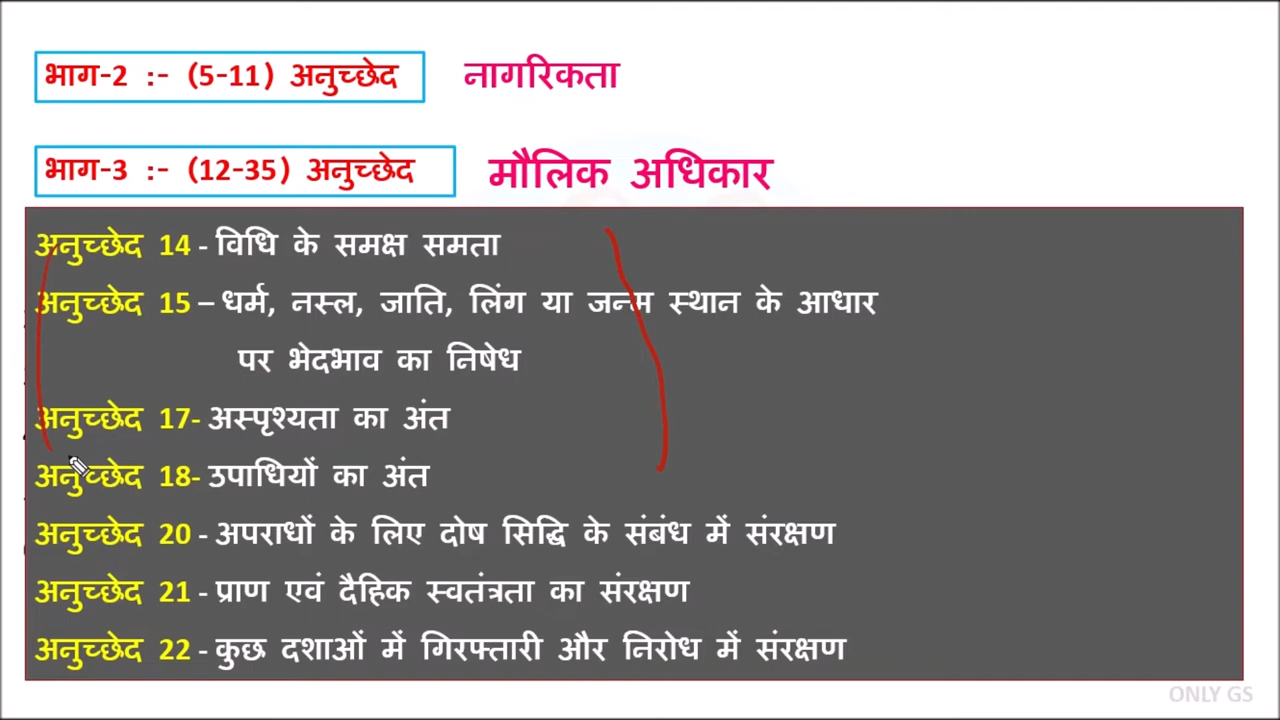 भाग-2 :- (5-11) अनुच्छेद नागरिकता
भाग-3 :- (12-35) अनुच्छेद मौलिक अधिकार
अनुच्छेद 14 - विधि के समक्ष समता
अनुच्छेद 15 – धर्म, नस्ल, जाति, लिंग या जन्म स्थान के आधार
पर भेदभाव का निषेध
अनुच्छेद 17- अस्पृश्यता का अंत
अनुच्छेद 18- उपाधियों का अंत
अनुच्छेद 20 - अपराधों के लिए दोष सिद्धि के संबंध में संरक्षण
अनुच्छेद 21 - प्राण एवं दैहिक स्वतंत्रता का संरक्षण
अनुच्छेद 22 - कुछ दशाओं में गिरफ्तारी और निरोध में संरक्षण
ONLY GS